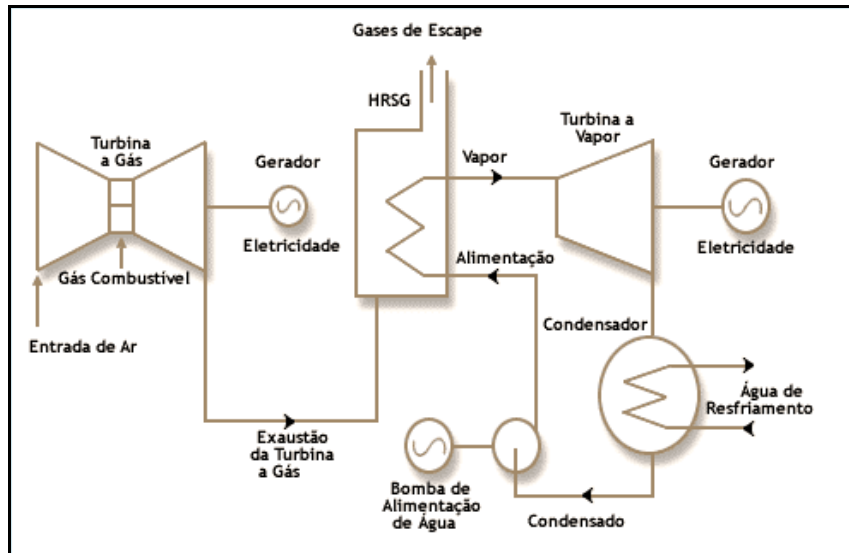 Gases de Escape
HRSG
Turbina a
Vapor
Turbina
a Gás
Gerador
Vapor
Gerador
Eletricidade
Eletricidade
Alimentação
Gás Combustível
Entrada de Ar
Condensador
Água de
Resfriamento
Exaustão
da Turbina
a Gás
Bomba de
Alimentação
de Água
Condensado